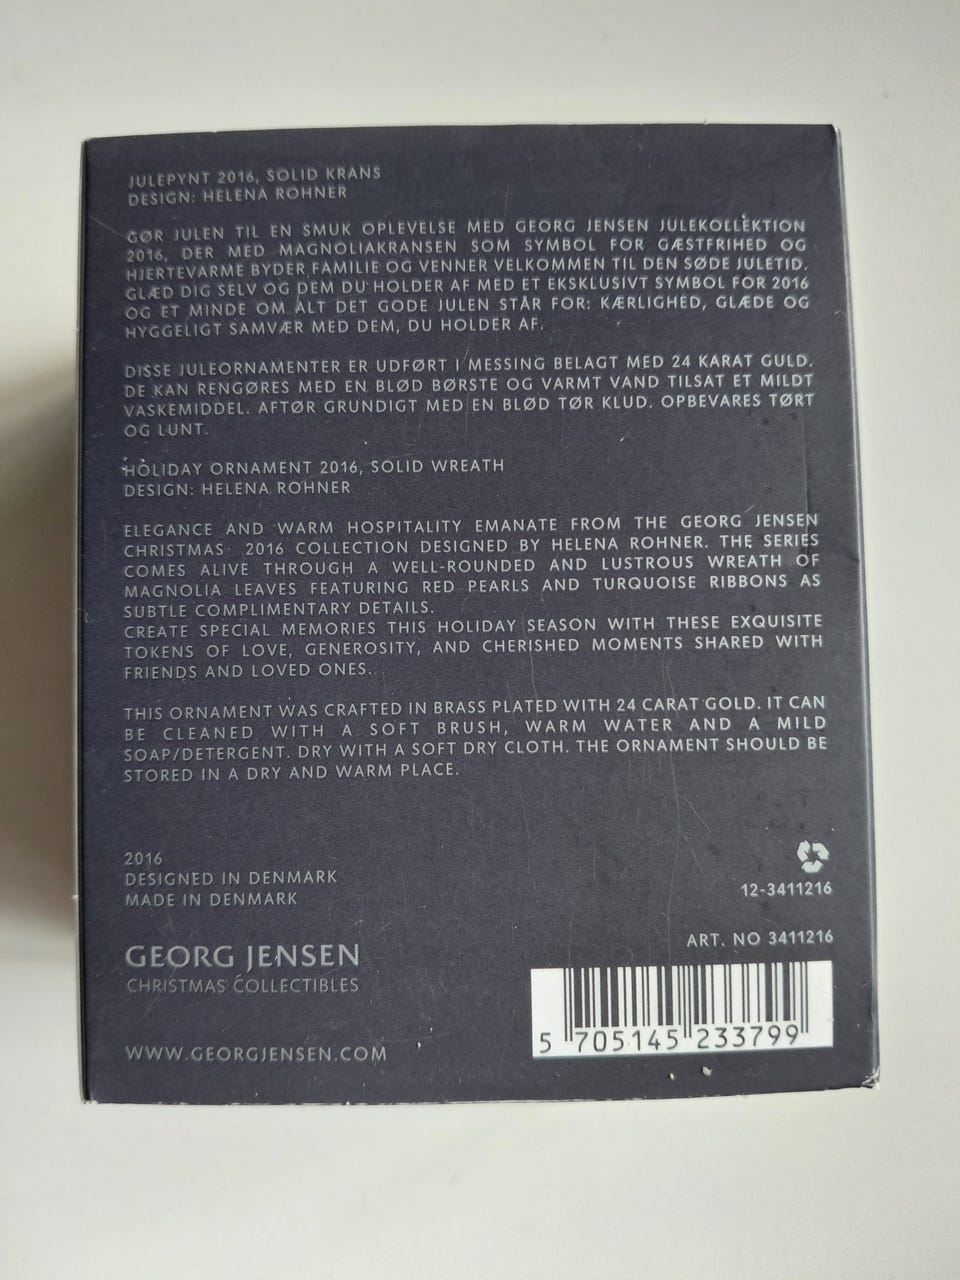 JULEPYNT 2016, SOLID KRANS
DESIGN: HELENA ROHNER
GØR JULEN TIL EN SMUK OPLEVELSE MED GEORG JENSEN JULEKOLLEKTION
2016, DER MED MAGNOLIAKRANSEN SOM SYMBOL FOR GÆSTFRIHED OG
HJERTEVARME BYDER FAMILIE OG VENNER VELKOMMEN TIL DEN SØDE JULETID.
GLÆD DIG SELV OG DEM DU HOLDER AF MED ET EKSKLUSIVT SYMBOL FOR 2016
OG ET MINDE OM ALT DET GODE JULEN STÅR FOR: KÆRLIGHED, GLÆDE OG
HYGGELIGT SAMVÆR MED DEM, DU HOLDER AF.
DISSE JULEORNAMENTER ER UDFØRT I MESSING BELAGT MED 24 KARAT GULD.
DE KAN RENGØRES MED EN BLØD BØRSTE OG VARMT VAND TILSAT ET MILDT
VASKEMIDDEL. AFTØR GRUNDIGT MED EN BLØD TØR KLUD. OPBEVARES TØRT
OG LUNT.
HOLIDAY ORNAMENT 2016, SOLID WREATH
DESIGN: HELENA ROHNER
ELEGANCE AND WARM HOSPITALITY EMANATE FROM THE GEORG JENSEN
CHRISTMAS 2016 COLLECTION DESIGNED BY HELENA ROHNER. THE SERIES
COMES ALIVE THROUGH A WELL-ROUNDED AND LUSTROUS WREATH OF
MAGNOLIA LEAVES FEATURING RED PEARLS AND TURQUOISE RIBBONS AS
SUBTLE COMPLIMENTARY DETAILS.
CREATE SPECIAL MEMORIES THIS HOLIDAY SEASON WITH THESE EXQUISITE
TOKENS OF LOVE, GENEROSITY, AND CHERISHED MOMENTS SHARED WITH
FRIENDS AND LOVED ONES.
THIS ORNAMENT WAS CRAFTED IN BRASS PLATED WITH 24 CARAT GOLD. IT CAN
BE CLEANED WITH A SOFT BRUSH, WARM WATER AND A MILD
SOAP/DETERGENT. DRY WITH A SOFT DRY CLOTH. THE ORNAMENT SHOULD BE
STORED IN A DRY AND WARM PLACE.
2016
DESIGNED IN DENMARK
MADE IN DENMARK
12-3411216
ART. NO 3411216
GEORG JENSEN
CHRISTMAS COLLECTIBLES
5 705145 233799
WWW.GEORGJENSEN.COM